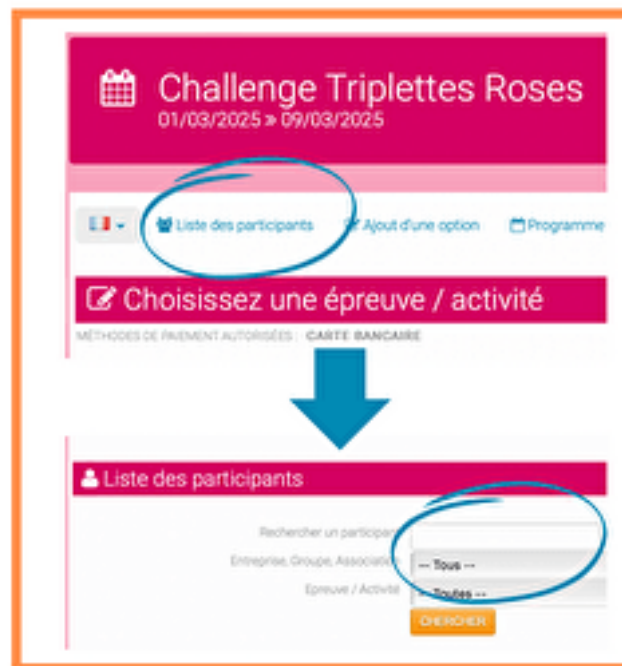 Challenge Triplettes Roses
01/03/2025 » 09/03/2025
Liste des participants Ajout d'une option Programme
Choisissez une épreuve / activité
MÉTHODES DE PAIEMENT AUTORISÉES : CARTE BANCAIRE
Liste des participants
Rechercher un participant
Entreprise, Groupe, Association -- Tous --
Epreuve / Activité -- Toutes --
CHERCHER